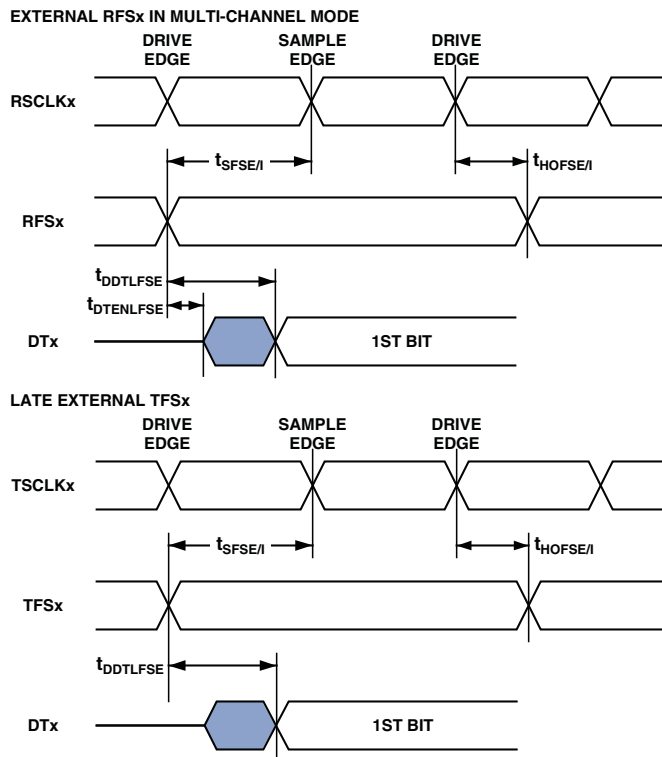 EXTERNAL RFSx IN MULTI-CHANNEL MODE
DRIVE EDGE
SAMPLE EDGE
DRIVE EDGE
RSCLKx
tSFSE/I
tHOFSE/I
RFSx
tDDTLFSE
tDTENLFSE
DTx
1ST BIT
LATE EXTERNAL TFSx
DRIVE EDGE
SAMPLE EDGE
DRIVE EDGE
TSCLKx
tSFSE/I
tHOFSE/I
TFSx
tDDTLFSE
DTx
1ST BIT